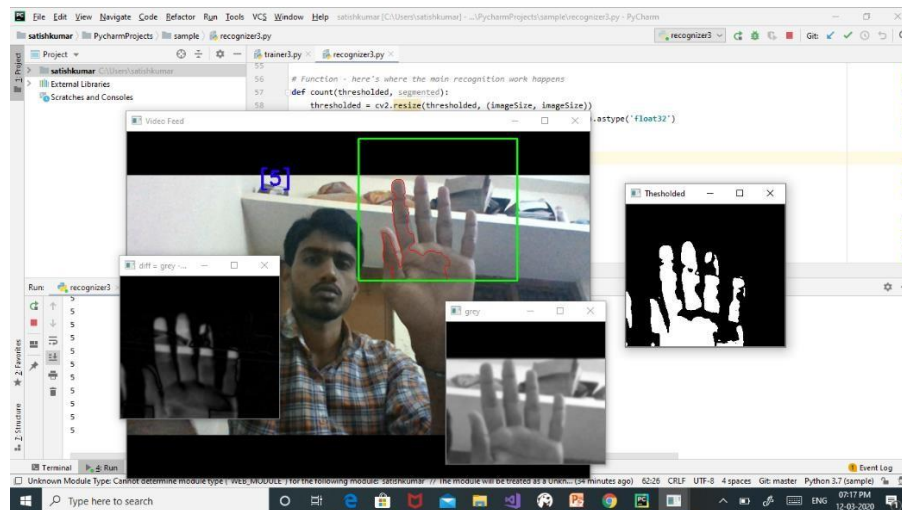 File Edit View Navigate Code Refactor Run Tools VCS Window Help satishkumar [C:\Users\satishkumar] - ...\PycharmProjects\sample\recognizer3.py - PyCharm
satishkumar PycharmProjects sample recognizer3.py
recognizer3 Git:
Project
trainer3.py recognizer3.py
satishkumar C:\Users\satishkumar
External Libraries
Scratches and Consoles
1: Project
55
56 # Function - here's where the main recognition work happens
57 def count(thresholded, segmented):
58 thresholded = cv2.resize(thresholded, (imageSize, imageSize))
.astype('float32')
Video Feed
[5]
Thesholded
diff = grey -...
grey
Run: recognizer3
5
5
5
5
5
5
5
5
5
5
5
2: Favorites
Z: Structure
Terminal 4: Run
Event Log
Unknown Module Type: Cannot determine module type ("WEB_MODULE") for the following module: satishkumar // The module will be treated as a Unkn... (34 minutes ago) 62:26 CRLF UTF-8 4 spaces Git: master Python 3.7 (sample)
Type here to search
ENG
07:17 PM
12-03-2020